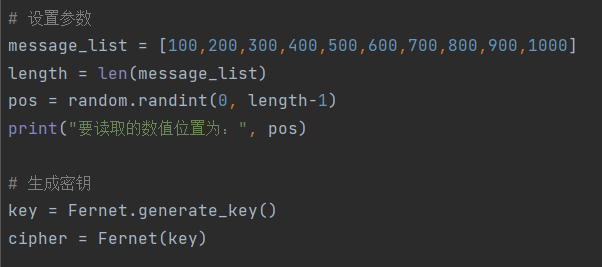 # 设置参数
message_list = [100,200,300,400,500,600,700,800,900,1000]
length = len(message_list)
pos = random.randint(0, length-1)
print("要读取的数值位置为：", pos)
# 生成密钥
key = Fernet.generate_key()
cipher = Fernet(key)